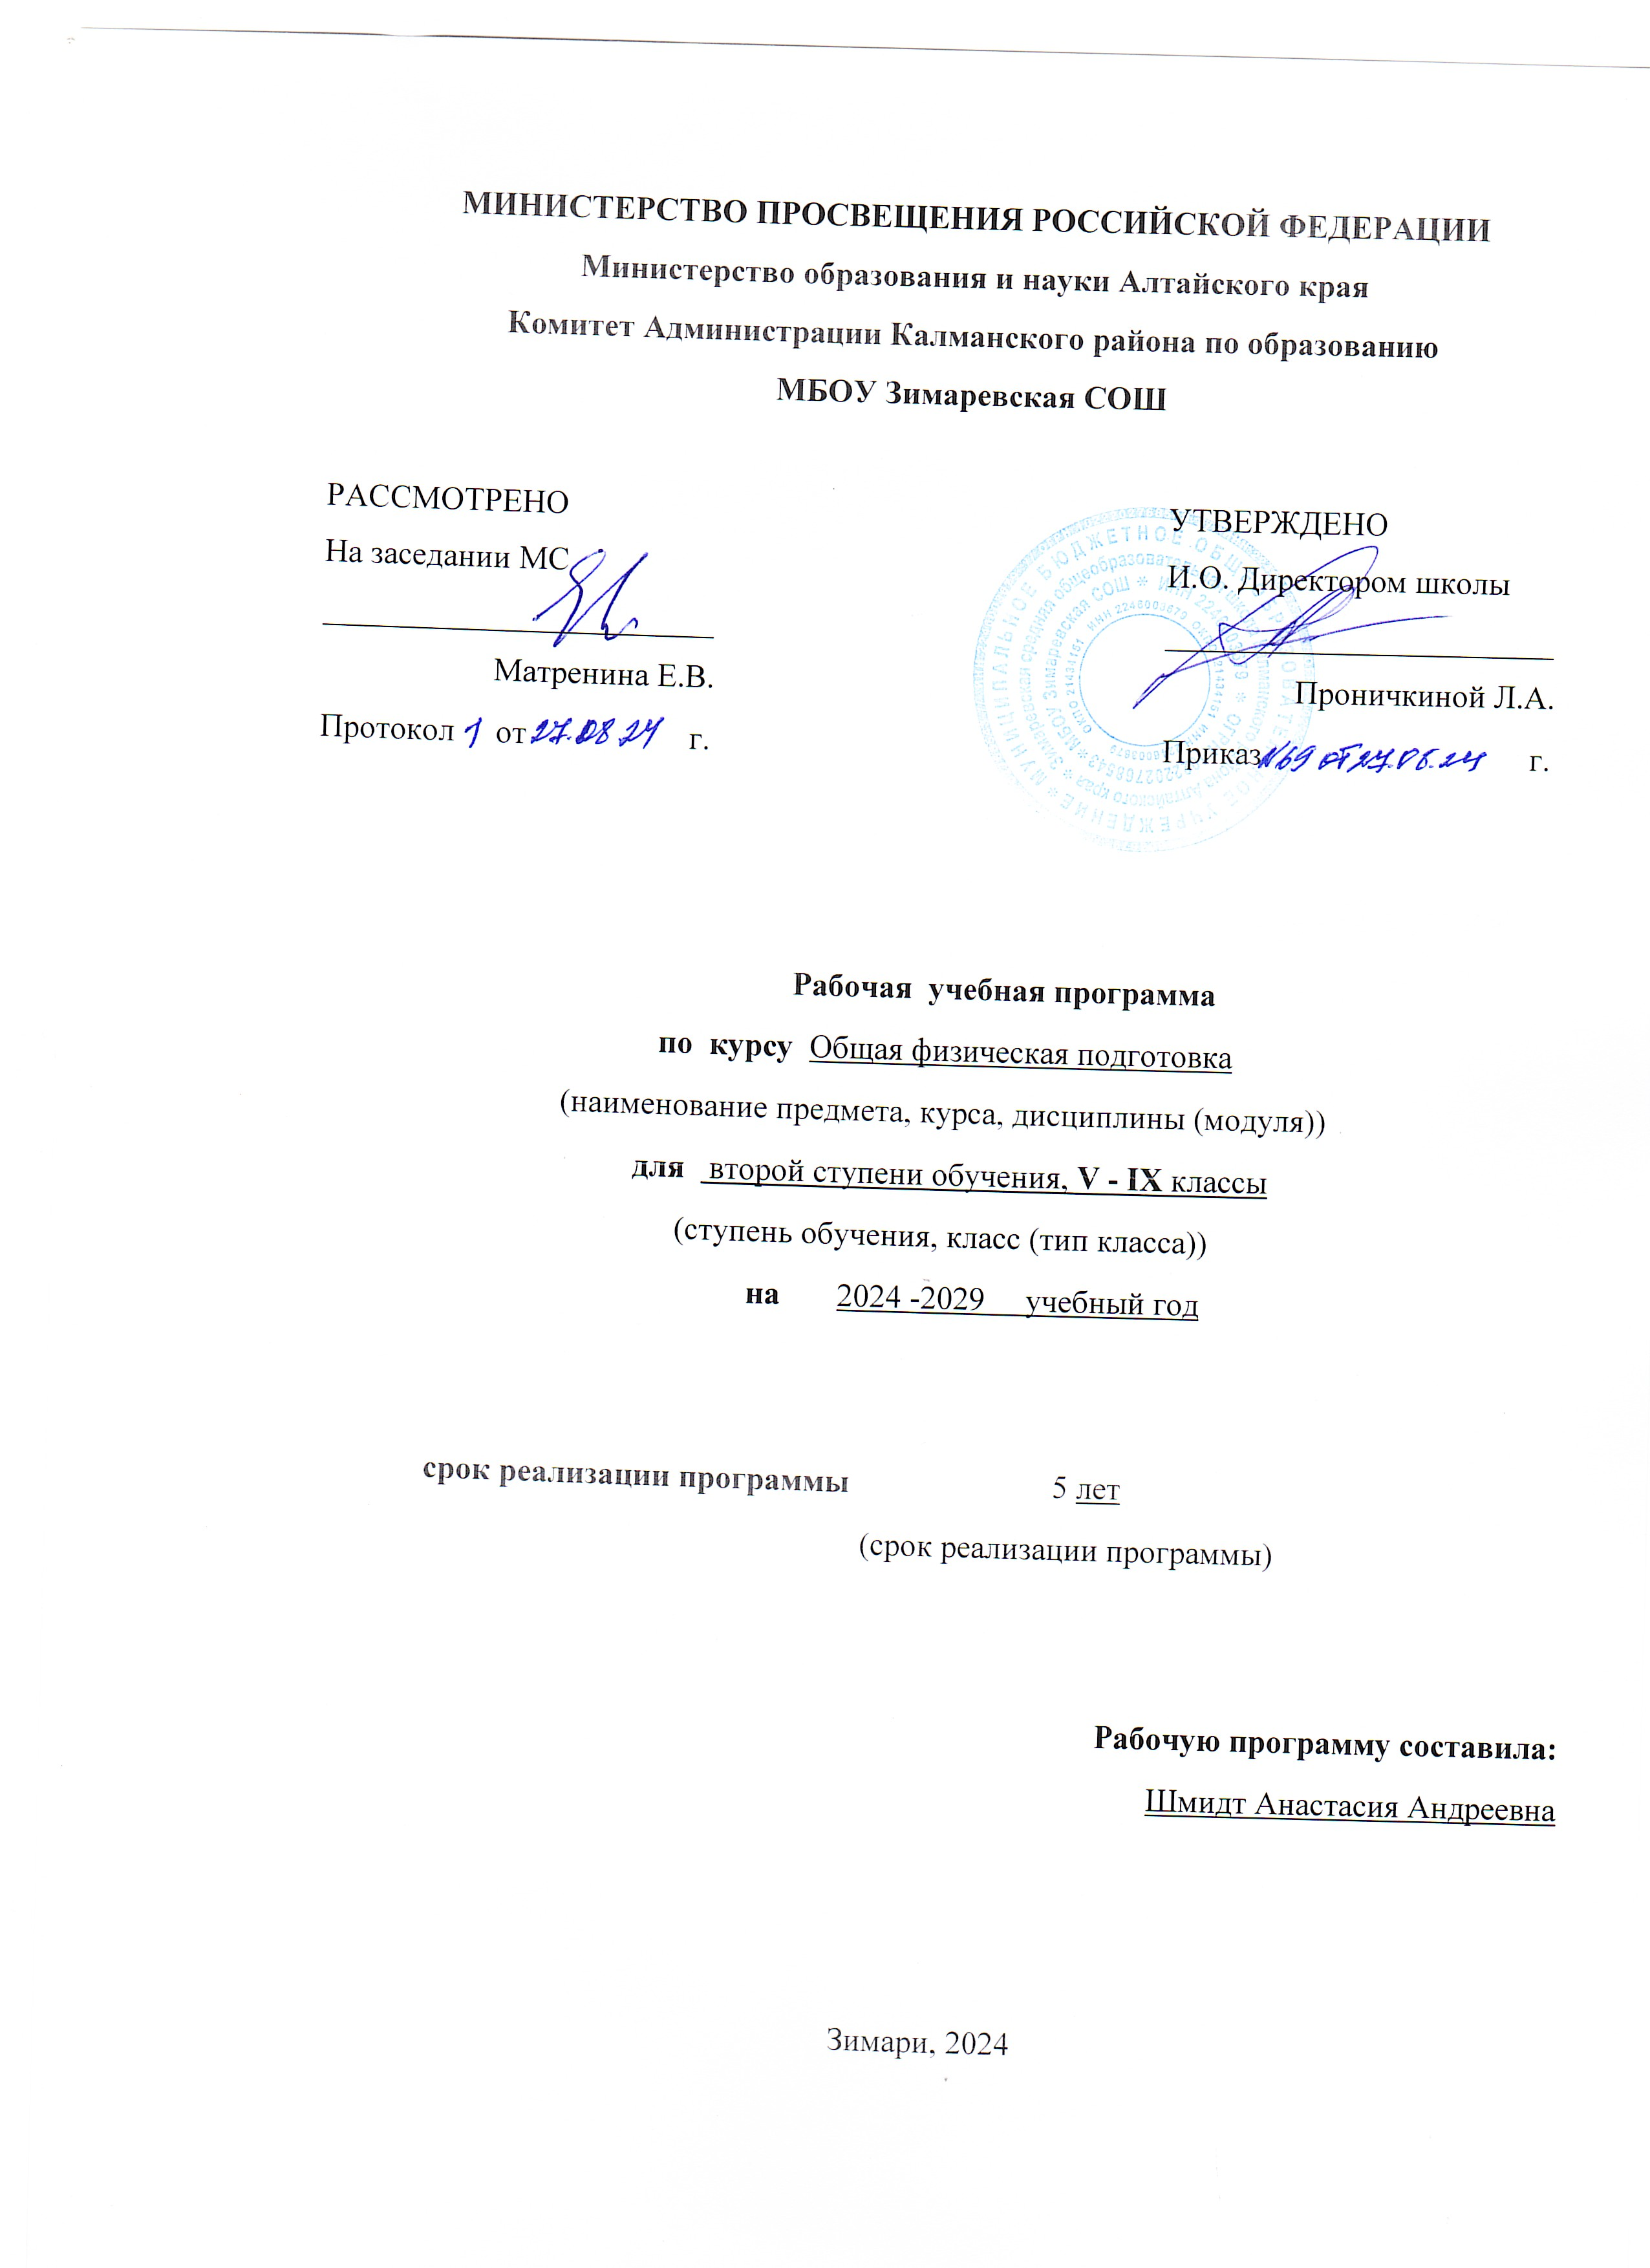 МИНИСТЕРСТВО ПРОСВЕЩЕНИЯ РОССИЙСКОЙ ФЕДЕРАЦИИ
Министерство образования и науки Алтайского края
Комитет Администрации Калманского района по образованию
МБОУ Зимаревская СОШ
РАССМОТРЕНО
На заседании МС
Матренина Е.В.
Протокол 1 от 27.08 24 г.
УТВЕРЖДЕНО
И.О. Директором школы
Проничкиной Л.А.
Приказ №69 от 27.08.24 г.
Рабочая учебная программа
по курсу Общая физическая подготовка
(наименование предмета, курса, дисциплины (модуля))
для второй ступени обучения, V - IX классы
(ступень обучения, класс (тип класса))
на 2024 -2029 учебный год
срок реализации программы 5 лет
(срок реализации программы)
Рабочую программу составила:
Шмидт Анастасия Андреевна
Зимари, 2024